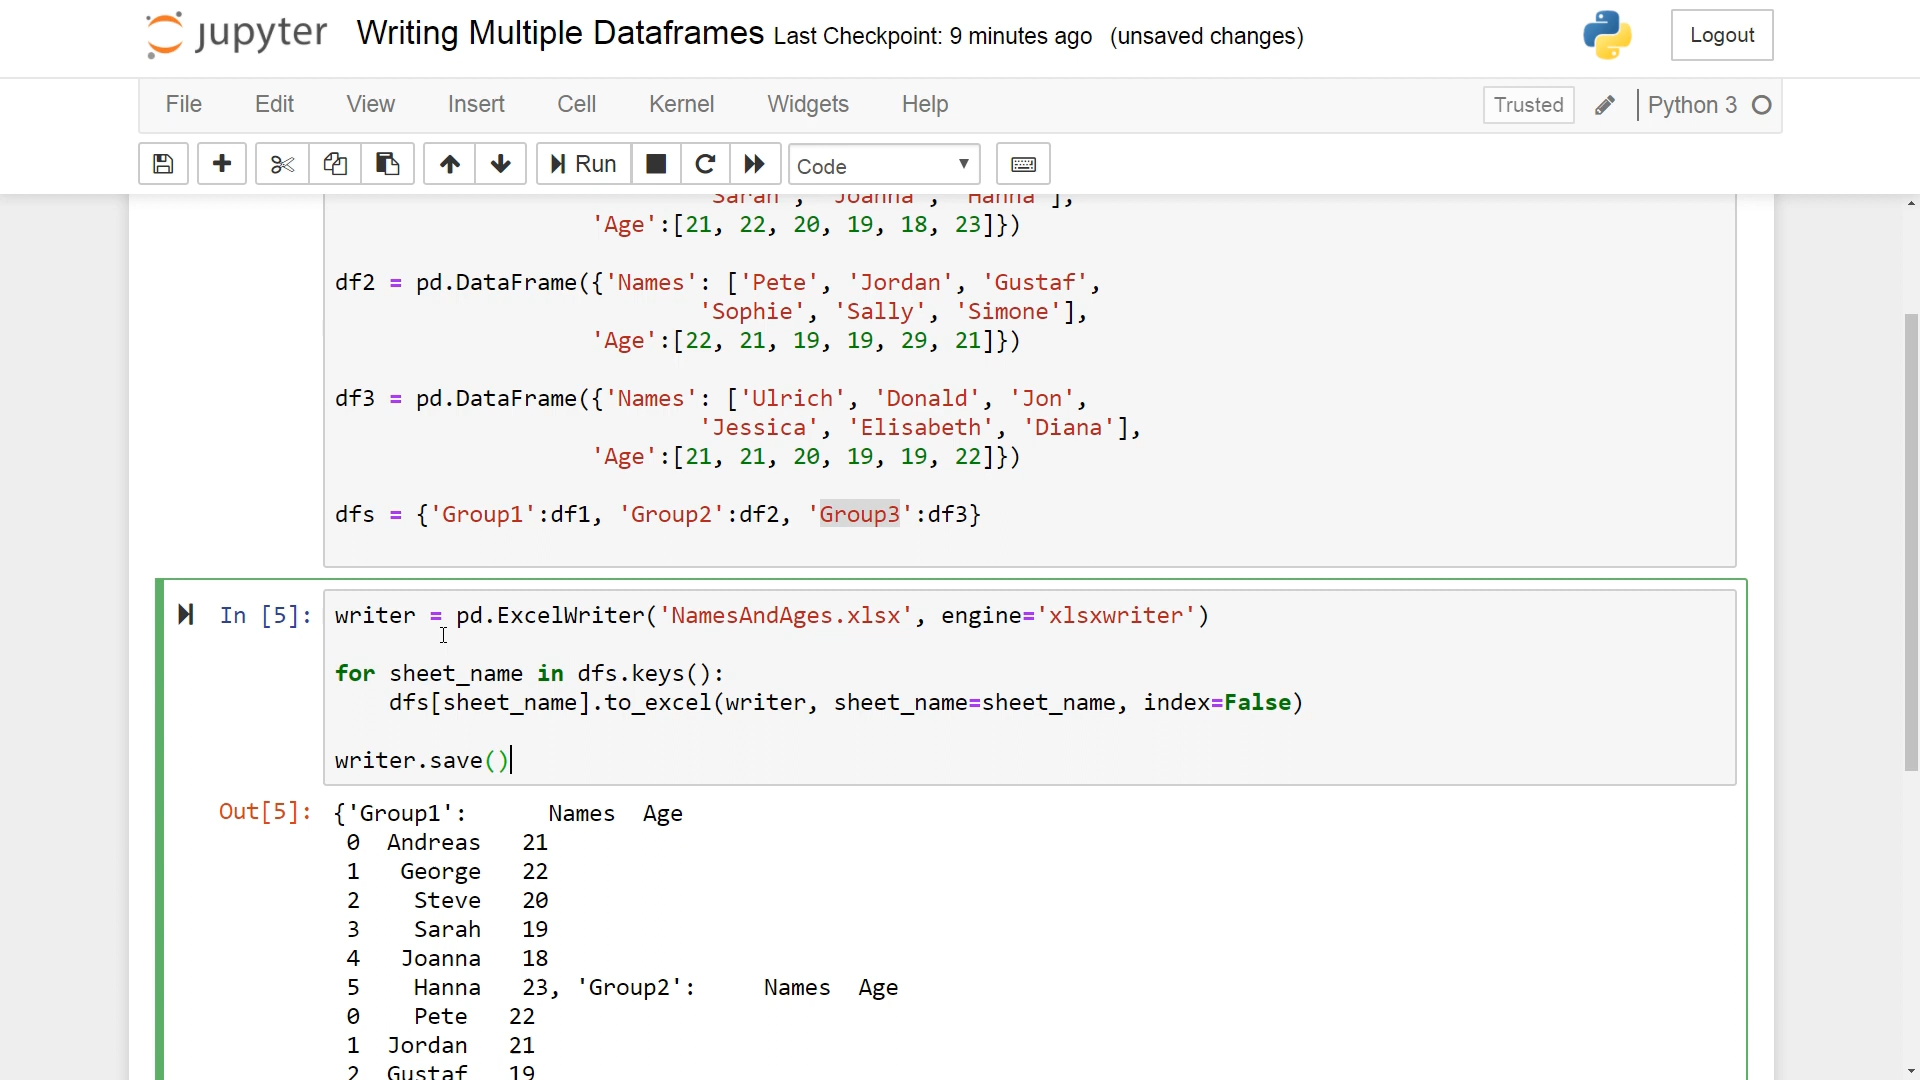 jupyter Writing Multiple Dataframes Last Checkpoint: 9 minutes ago (unsaved changes) Logout
File Edit View Insert Cell Kernel Widgets Help Trusted Python 3
Run Code
'Sarah', 'Joanna', 'Hanna'],
'Age':[21, 22, 20, 19, 18, 23]})
df2 = pd.DataFrame({'Names': ['Pete', 'Jordan', 'Gustaf',
'Sophie', 'Sally', 'Simone'],
'Age':[22, 21, 19, 19, 29, 21]})
df3 = pd.DataFrame({'Names': ['Ulrich', 'Donald', 'Jon',
'Jessica', 'Elisabeth', 'Diana'],
'Age':[21, 21, 20, 19, 19, 22]})
dfs = {'Group1':df1, 'Group2':df2, 'Group3':df3}
In [5]: writer = pd.ExcelWriter('NamesAndAges.xlsx', engine='xlsxwriter')
for sheet_name in dfs.keys():
dfs[sheet_name].to_excel(writer, sheet_name=sheet_name, index=False)
writer.save()
Out[5]: {'Group1': Names Age
0 Andreas 21
1 George 22
2 Steve 20
3 Sarah 19
4 Joanna 18
5 Hanna 23, 'Group2': Names Age
0 Pete 22
1 Jordan 21
2 Gustaf 19